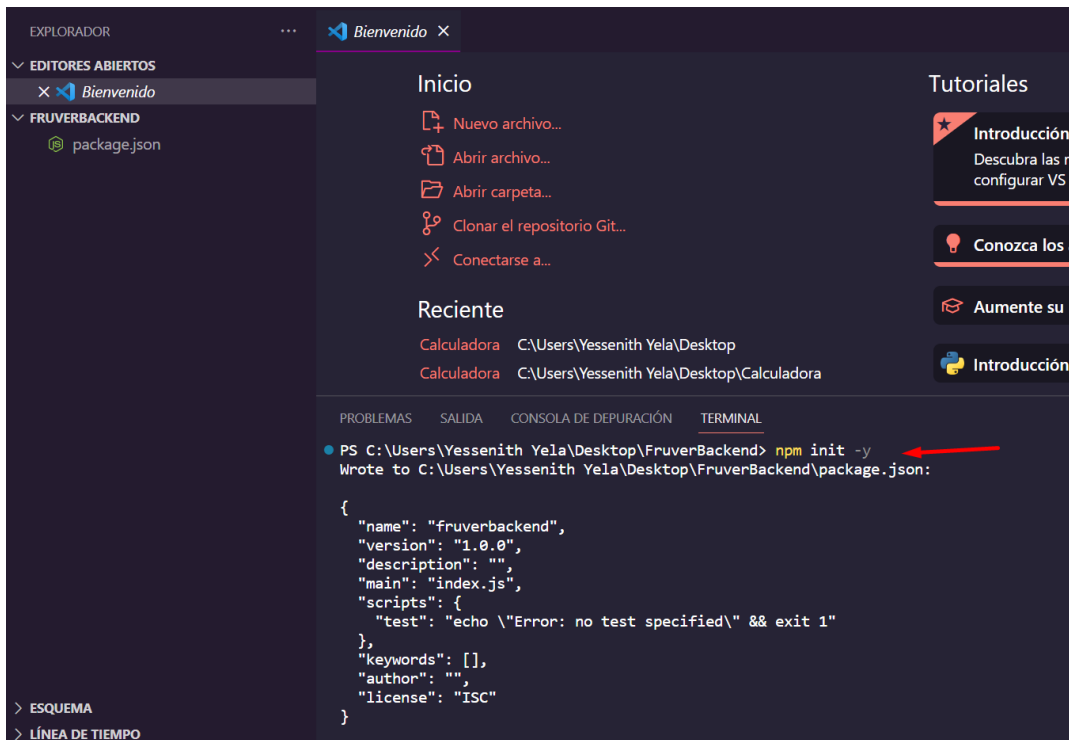 EXPLORADOR
EDITORES ABIERTOS
Bienvenido
FRUVERBACKEND
package.json
ESQUEMA
LÍNEA DE TIEMPO
Bienvenido
Inicio
Nuevo archivo...
Abrir archivo...
Abrir carpeta...
Clonar el repositorio Git...
Conectarse a...
Reciente
Calculadora C:\Users\Yessenith Yela\Desktop
Calculadora C:\Users\Yessenith Yela\Desktop\Calculadora
Tutoriales
Introducción
Descubra las
configurar VS
Conozca los
Aumente su
Introducción
PROBLEMAS SALIDA CONSOLA DE DEPURACIÓN TERMINAL
PS C:\Users\Yessenith Yela\Desktop\FruverBackend> npm init -y
Wrote to C:\Users\Yessenith Yela\Desktop\FruverBackend\package.json:
{
"name": "fruverbackend",
"version": "1.0.0",
"description": "",
"main": "index.js",
"scripts": {
"test": "echo \"Error: no test specified\" && exit 1"
},
"keywords": [],
"author": "",
"license": "ISC"
}